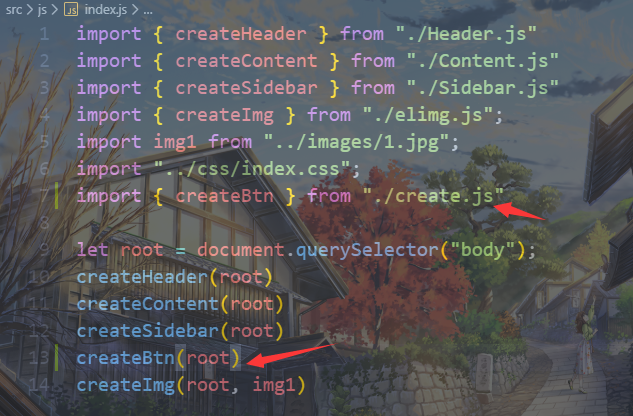 src > js > JS index.js > ...
1 import { createHeader } from "./Header.js"
2 import { createContent } from "./Content.js"
3 import { createSidebar } from "./Sidebar.js"
4 import { createImg } from "./elimg.js";
5 import img1 from "../images/1.jpg";
6 import "../css/index.css";
7 import { createBtn } from "./create.js"
8
9 let root = document.querySelector("body");
10 createHeader(root)
11 createContent(root)
12 createSidebar(root)
13 createBtn(root)
14 createImg(root, img1)